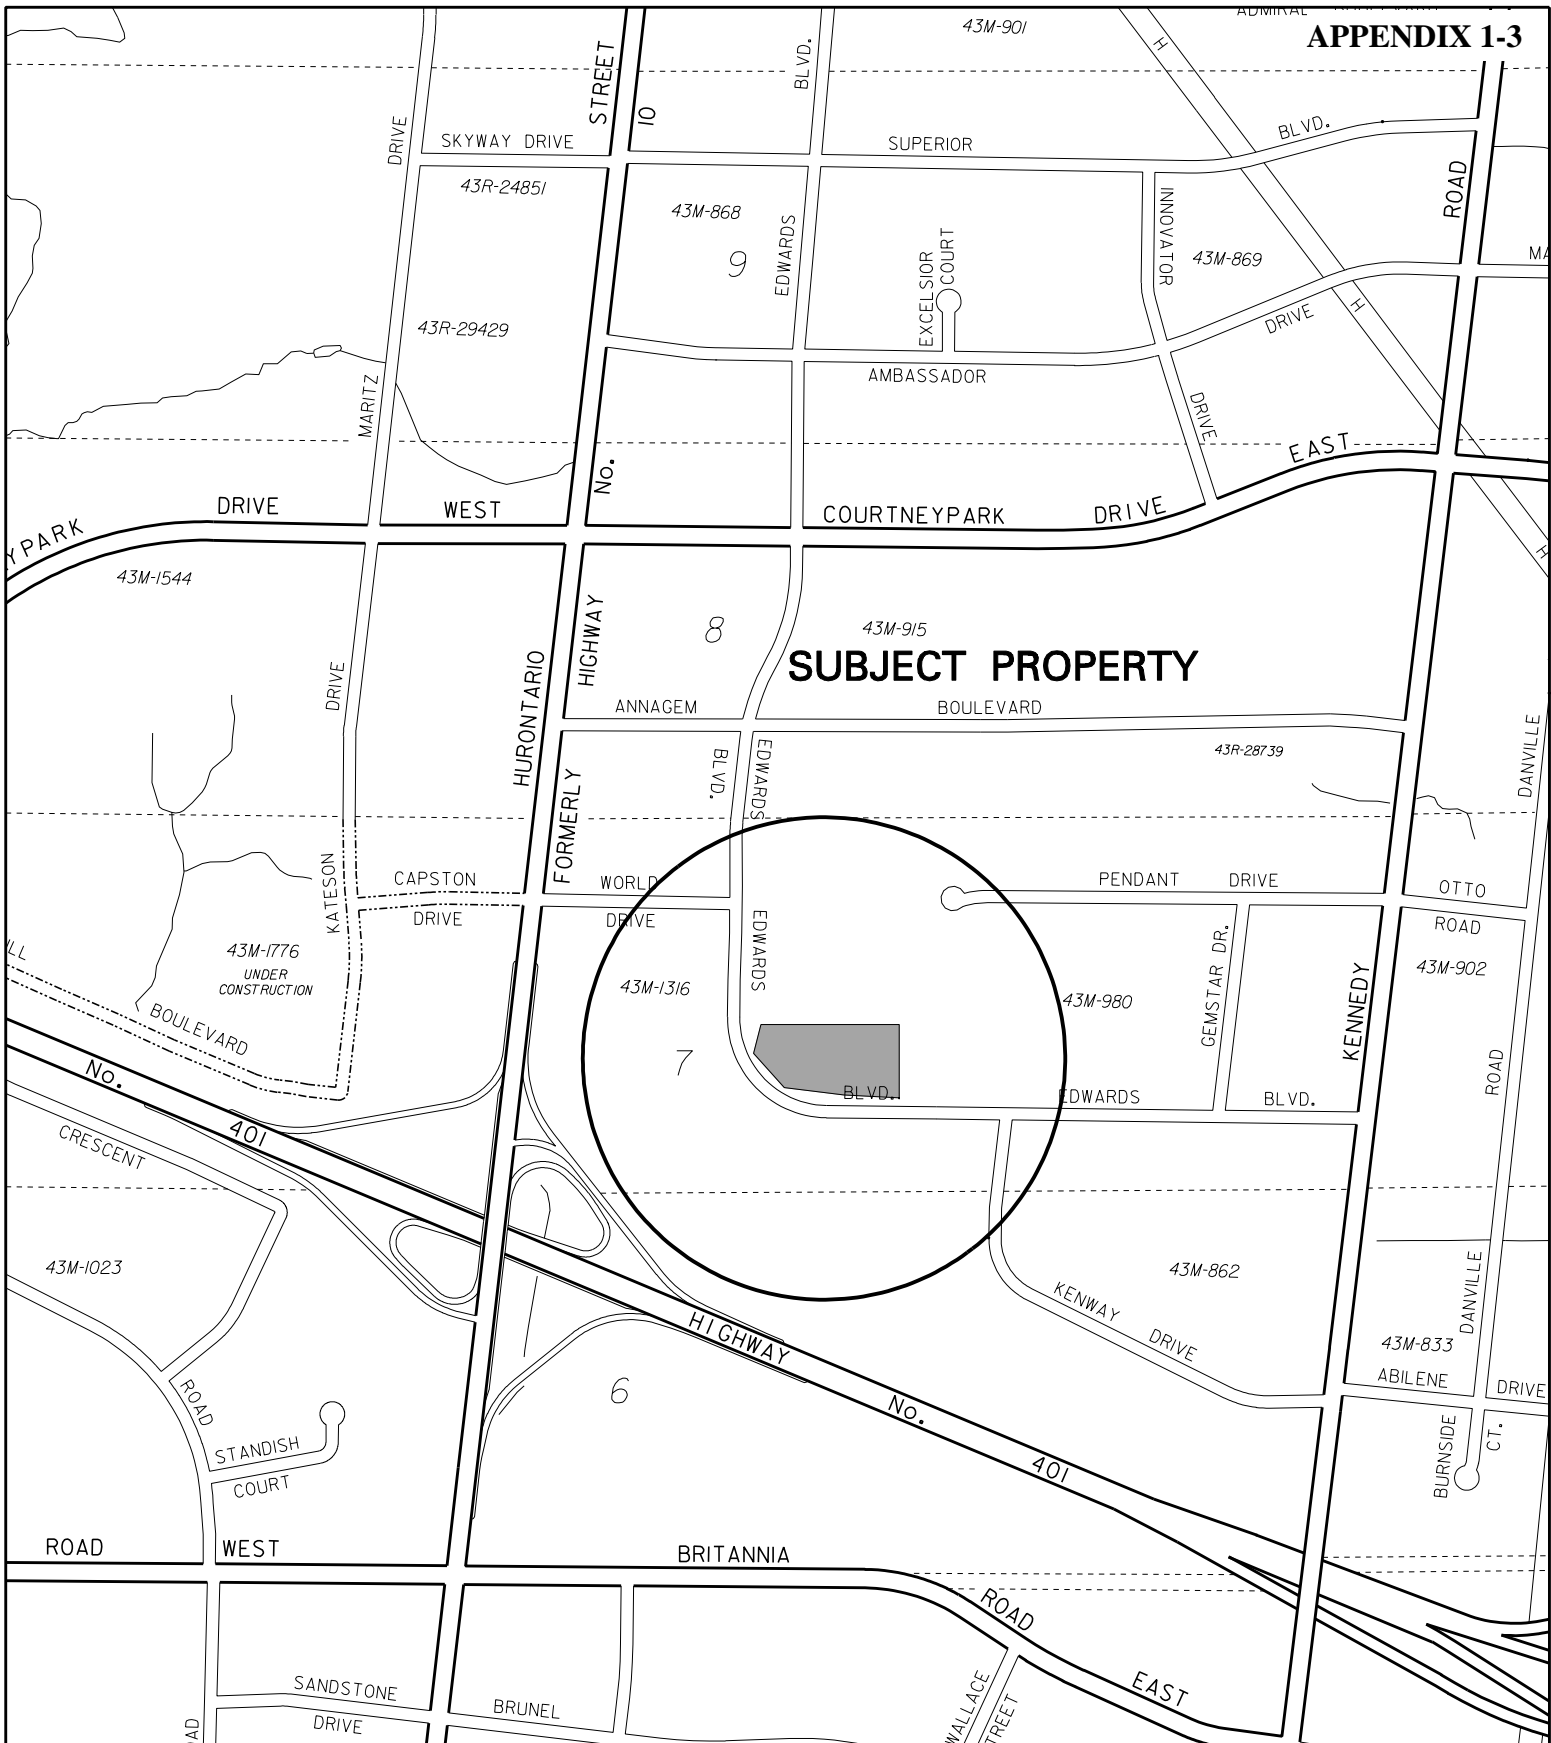 43M-901
APPENDIX 1-3
BLVD.
H
STREET
10
DRIVE
SKYWAY DRIVE
SUPERIOR
BLVD.
43R-24851
43M-868
ROAD
INNOVATOR
9
EDWARDS
EXCELSIOR
COURT
43M-869
43R-29429
H
DRIVE
MARITZ
AMBASSADOR
DRIVE
No.
EAST
DRIVE
WEST
COURTNEYPARK
DRIVE
YPARK
H
43M-1544
HIGHWAY
8
43M-915
SUBJECT PROPERTY
DRIVE
HURONTARIO
ANNAGEM
BOULEVARD
DANVILLE
BLVD.
EDWARDS
43R-28739
FORMERLY
KATESON
CAPSTON
DRIVE
WORLD
DRIVE
PENDANT
DRIVE
OTTO
ROAD
EDWARDS
GEMSTAR DR.
43M-1776
UNDER
CONSTRUCTION
43M-1316
43M-980
43M-902
KENNEDY
BOULEVARD
7
No.
BLVD.
EDWARDS
BLVD.
ROAD
401
CRESCENT
43M-1023
43M-862
KENWAY
DRIVE
DANVILLE
HIGHWAY
43M-833
ABILENE
DRIVE
6
ROAD
No.
BURNSIDE
CT.
STANDISH
COURT
401
ROAD
WEST
BRITANNIA
ROAD
EAST
SANDSTONE
DRIVE
BRUNEL
WALLACE